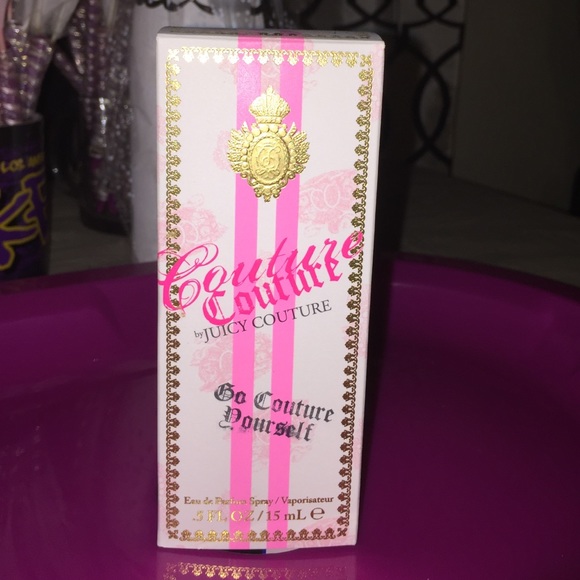 Couture
Couture
by JUICY COUTURE
Go Couture
Yourself
Eau de Parfum Spray / Vaporisateur
.5 FL. OZ / 15 mL ℮